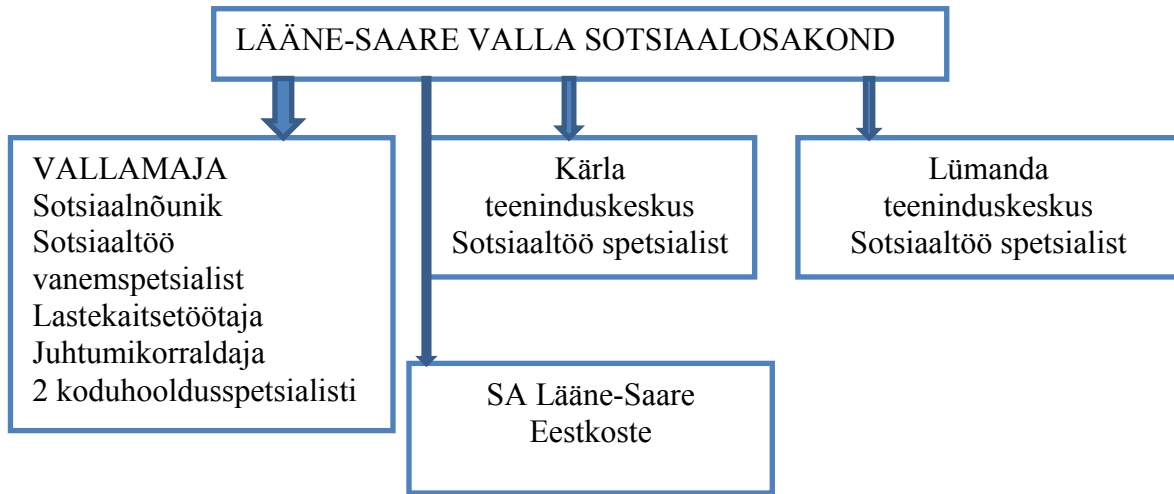 LÄÄNE-SAARE VALLA SOTSIAALOSAKOND
VALLAMAJA
Sotsiaalnõunik
Sotsiaaltöö
vanemspetsialist
Lastekaitsetöötaja
Juhtumikorraldaja
2 koduhooldusspetsialisti
Kärla
teeninduskeskus
Sotsiaaltöö spetsialist
Lümanda
teeninduskeskus
Sotsiaaltöö spetsialist
SA Lääne-Saare
Eestkoste